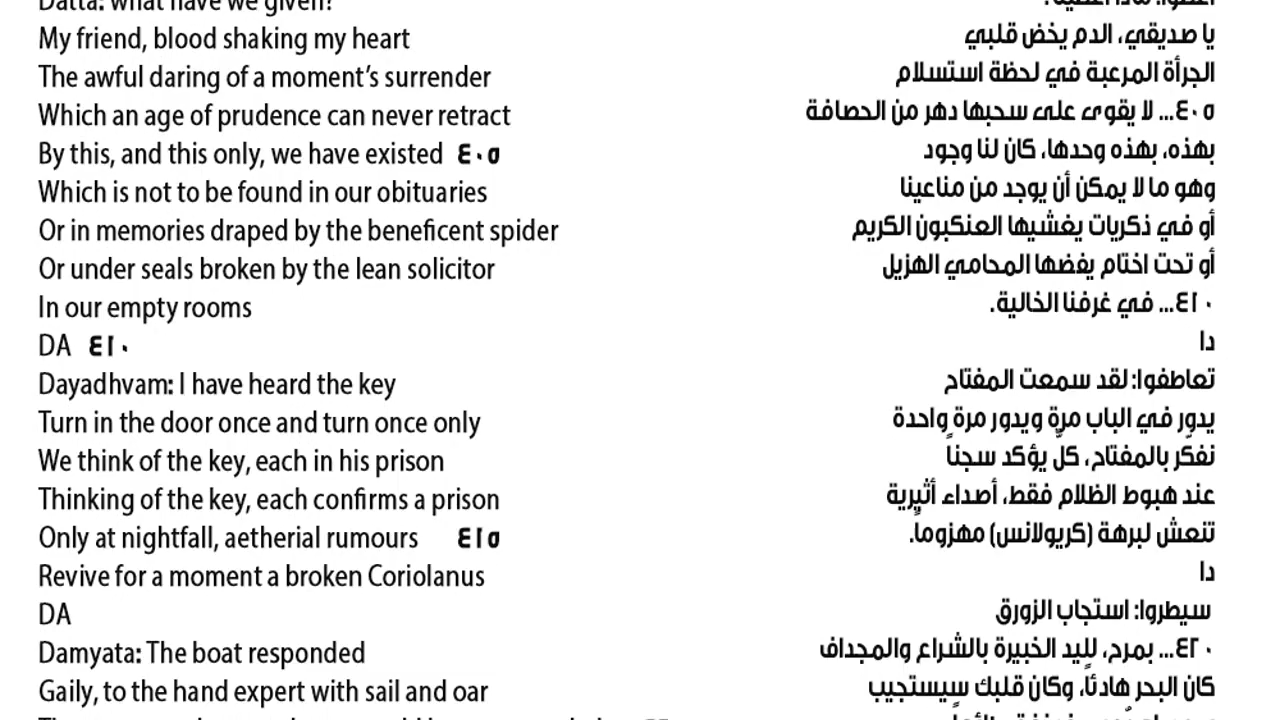 Datta: what have we given?
My friend, blood shaking my heart
The awful daring of a moment’s surrender
Which an age of prudence can never retract
By this, and this only, we have existed ٤٠٥
Which is not to be found in our obituaries
Or in memories draped by the beneficent spider
Or under seals broken by the lean solicitor
In our empty rooms
DA ٤١٠
Dayadhvam: I have heard the key
Turn in the door once and turn once only
We think of the key, each in his prison
Thinking of the key, each confirms a prison
Only at nightfall, aetherial rumours ٤١٥
Revive for a moment a broken Coriolanus
DA
Damyata: The boat responded
Gaily, to the hand expert with sail and oar
يا صديقي، الدم يخض قلبي
الجرأة المرعبة في لحظة استسلام
٤٠٥... لا يقوى على سحبها دهر من الحصافة
بهذه، بهذه وحدها، كان لنا وجود
وهو ما لا يمكن أن يوجد من مناعينا
أو في ذكريات يغشيها العنكبون الكريم
أو تحت اختام يفضها المحامي الهزيل
٤١٠... في غرفنا الخالية.
دا
تعاطفوا: لقد سمعت المفتاح
يدور في الباب مرة ويدور مرة واحدة
نفكّر بالمفتاح، كلٌّ يؤكد سجناً
عند هبوط الظلام فقط، أصداء أثيرية
تنعش لبرهة (كريولانس) مهزوماً.
دا
سيطروا: استجاب الزورق
٤٢٠... بمرح، لليد الخبيرة بالشراع والمجداف
كان البحر هادئاً، وكان قلبك سيستجيب